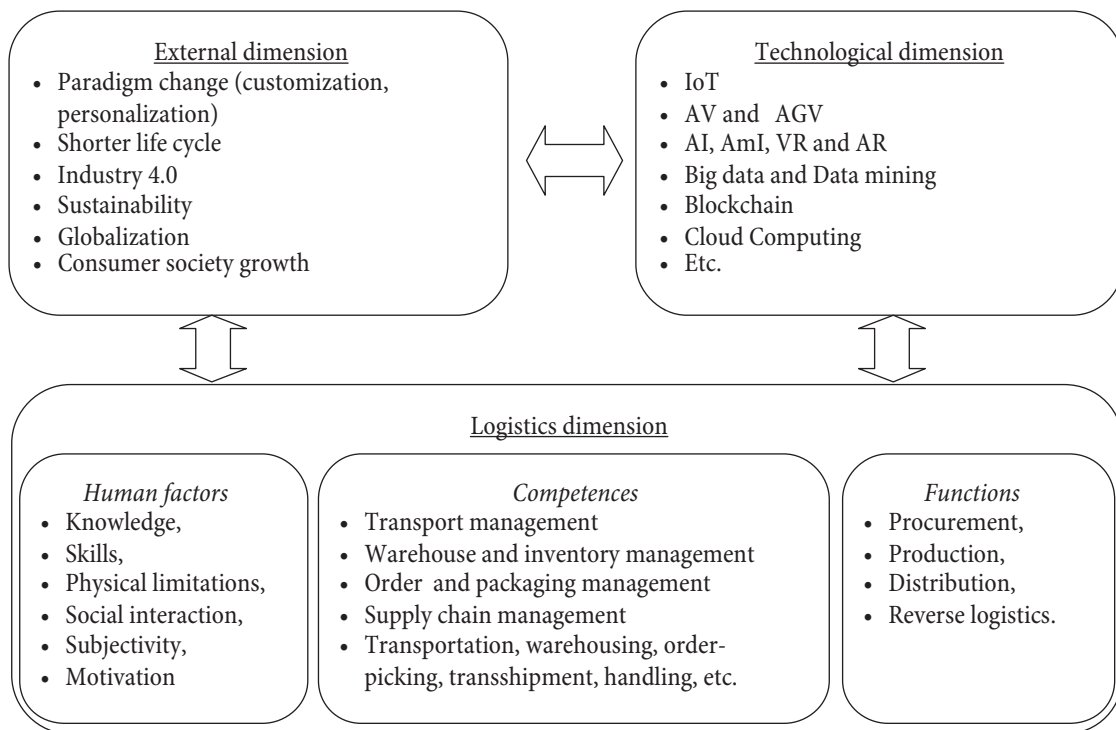 External dimension
• Paradigm change (customization,
personalization)
• Shorter life cycle
• Industry 4.0
• Sustainability
• Globalization
• Consumer society growth
Technological dimension
• IoT
• AV and AGV
• AI, AmI, VR and AR
• Big data and Data mining
• Blockchain
• Cloud Computing
• Etc.
Logistics dimension
Human factors
• Knowledge,
• Skills,
• Physical limitations,
• Social interaction,
• Subjectivity,
• Motivation
Competences
• Transport management
• Warehouse and inventory management
• Order and packaging management
• Supply chain management
• Transportation, warehousing, order-
picking, transshipment, handling, etc.
Functions
• Procurement,
• Production,
• Distribution,
• Reverse logistics.